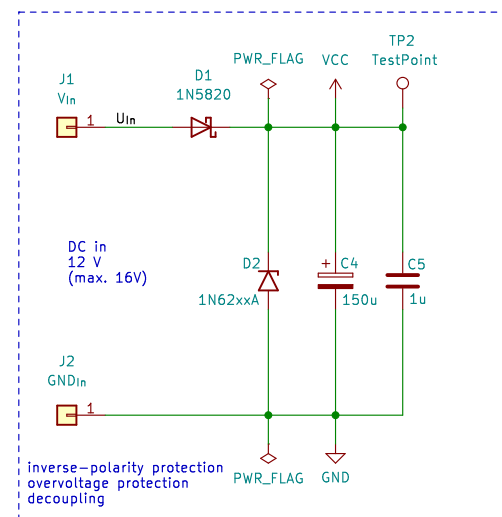 TP2
PWR_FLAG
VCC
TestPoint
J1
VIn
D1
1N5820
1
UIn
DC in
12 V
(max. 16V)
D2
1N62xxA
+
C4
150u
C5
1u
J2
GNDIn
1
inverse-polarity protection
overvoltage protection
decoupling
PWR_FLAG
GND